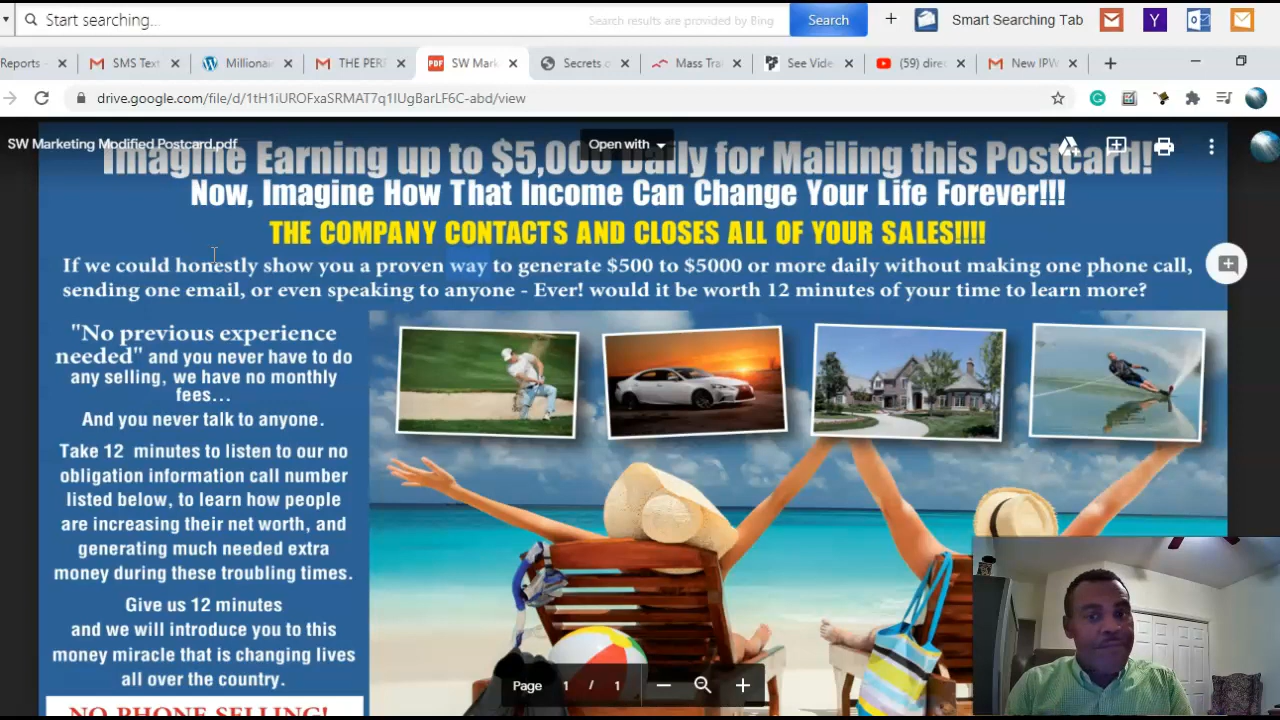 Start searching...
Search results are provided by Bing
Search
Smart Searching Tab
Reports
SMS Text
Millionai
THE PERF
SW Mark
Secrets o
Mass Tra
See Vide
(59) direc
New IPW
drive.google.com/file/d/1tH1iUROFxaSRMAT7q1IUgBarLF6C-abd/view
SW Marketing Modified Postcard.pdf
Open with
Imagine Earning up to $5,000 Daily for Mailing this Postcard!
Now, Imagine How That Income Can Change Your Life Forever!!!
THE COMPANY CONTACTS AND CLOSES ALL OF YOUR SALES!!!!
If we could honestly show you a proven way to generate $500 to $5000 or more daily without making one phone call,
sending one email, or even speaking to anyone - Ever! would it be worth 12 minutes of your time to learn more?
"No previous experience
needed" and you never have to do
any selling, we have no monthly
fees...
And you never talk to anyone.
Take 12 minutes to listen to our no
obligation information call number
listed below, to learn how people
are increasing their net worth, and
generating much needed extra
money during these troubling times.
Give us 12 minutes
and we will introduce you to this
money miracle that is changing lives
all over the country.
NO PHONE SELLING!
Page 1 / 1